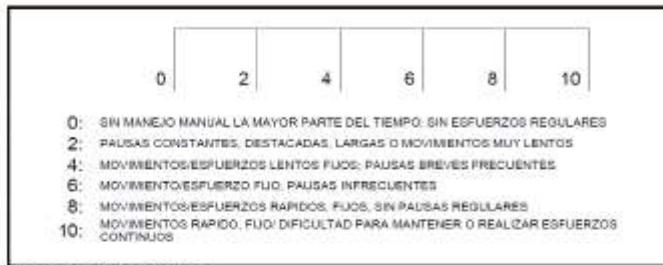 0 2 4 6 8 10
0: SIN MANEJO MANUAL LA MAYOR PARTE DEL TIEMPO: SIN ESFUERZOS REGULARES
2: PAUSAS CONSTANTES, DESTACADAS, LARGAS O MOVIMIENTOS MUY LENTOS
4: MOVIMIENTOS/ESFUERZOS LENTOS FIJOS; PAUSAS BREVES FRECUENTES
6: MOVIMIENTO/ESFUERZO FIJO, PAUSAS INFRECUENTES
8: MOVIMIENTOS/ESFUERZOS RAPIDOS, FIJOS, SIN PAUSAS REGULARES
10: MOVIMIENTOS RAPIDO, FIJO/ DIFICULTAD PARA MANTENER O REALIZAR ESFUERZOS
CONTINUOS